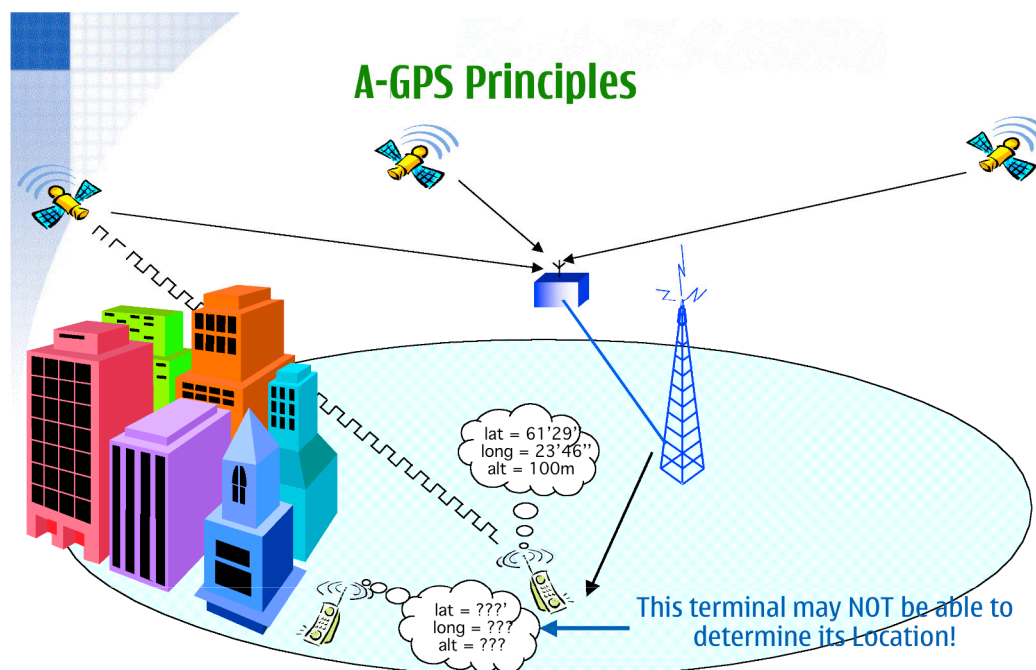 A-GPS Principles
lat = 61'29'
long = 23'46''
alt = 100m
lat = ???'
long = ???
alt = ???
This terminal may NOT be able to
determine its Location!